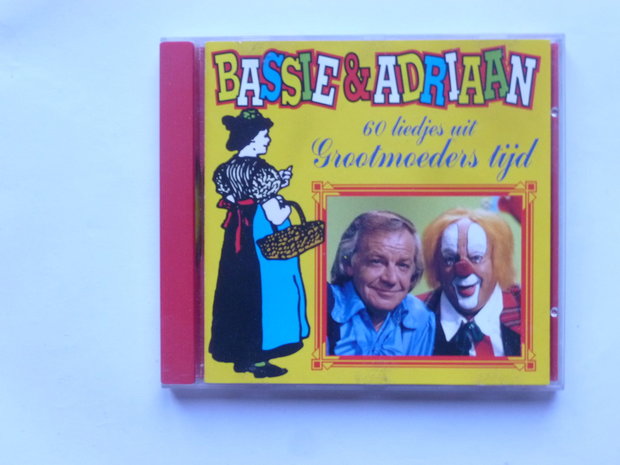 BASSIE & ADRIAAN
60 liedjes uit
Grootmoeders tijd